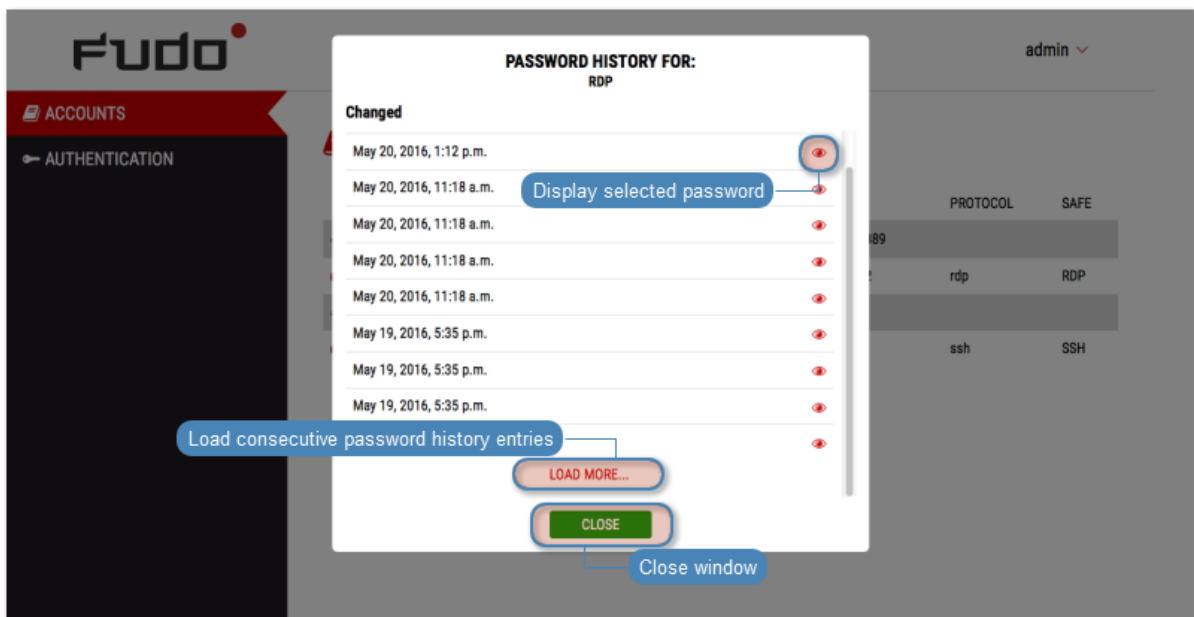 FUDO
admin
ACCOUNTS
AUTHENTICATION
PASSWORD HISTORY FOR:
RDP
Changed
May 20, 2016, 1:12 p.m.
May 20, 2016, 11:18 a.m.
Display selected password
May 20, 2016, 11:18 a.m.
May 20, 2016, 11:18 a.m.
May 20, 2016, 11:18 a.m.
May 19, 2016, 5:35 p.m.
May 19, 2016, 5:35 p.m.
May 19, 2016, 5:35 p.m.
Load consecutive password history entries
LOAD MORE...
CLOSE
Close window
PROTOCOL SAFE
389
rdp RDP
ssh SSH